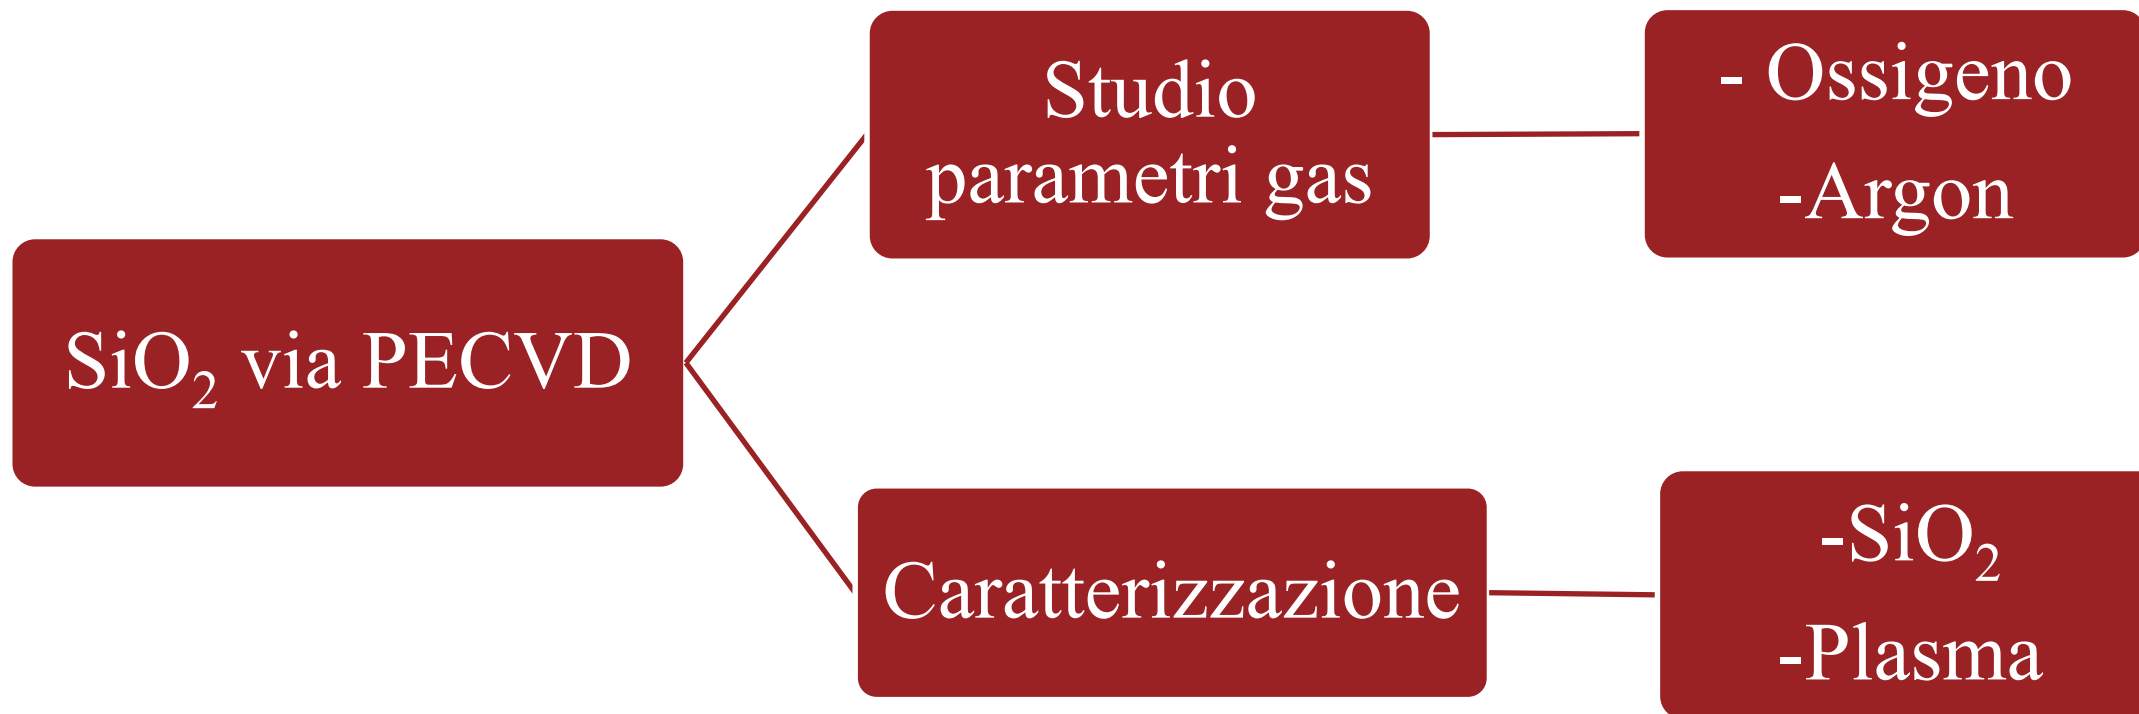 SiO₂ via PECVD
Studio
parametri gas
- Ossigeno
-Argon
Caratterizzazione
-SiO₂
-Plasma